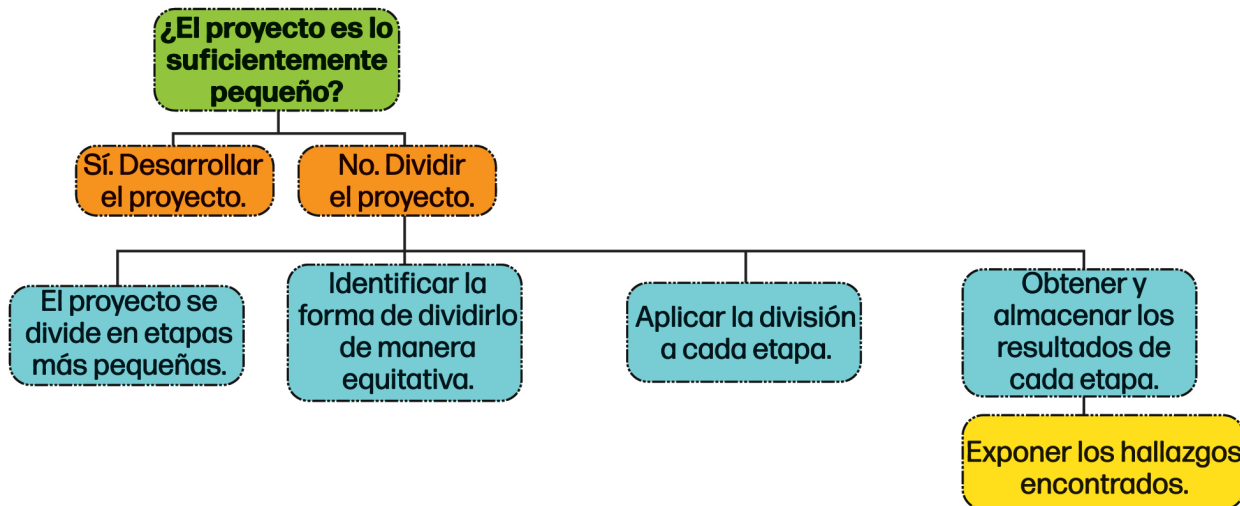 ¿El proyecto es lo
suficientemente
pequeño?
Sí. Desarrollar
el proyecto.
No. Dividir
el proyecto.
El proyecto se
divide en etapas
más pequeñas.
Identificar la
forma de dividirlo
de manera
equitativa.
Aplicar la división
a cada etapa.
Obtener y
almacenar los
resultados de
cada etapa.
Exponer los hallazgos
encontrados.